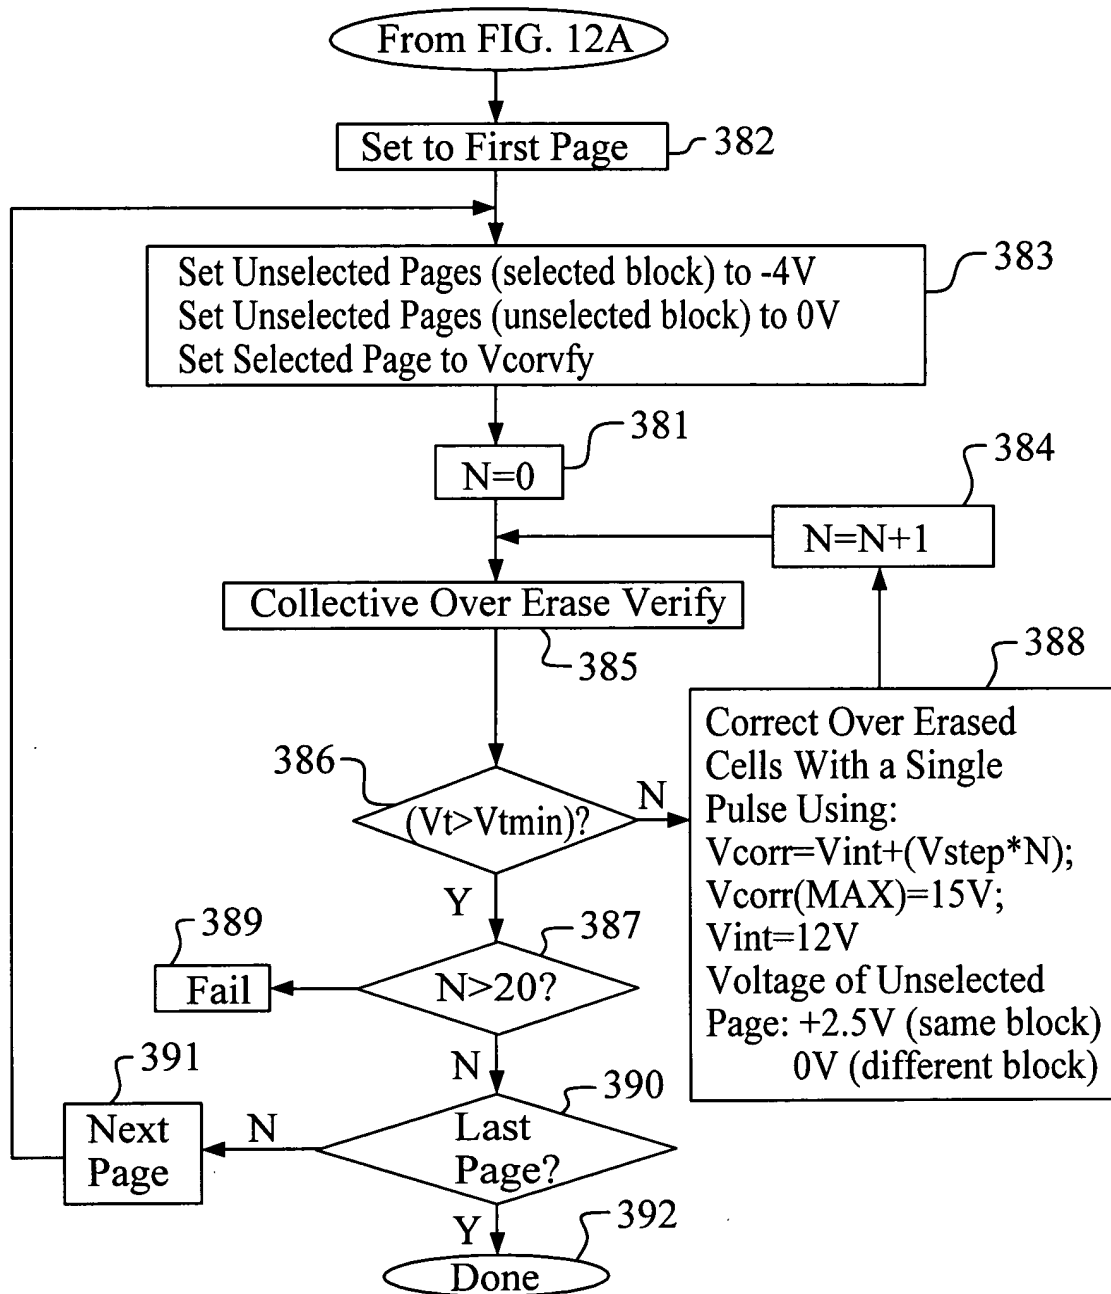 From FIG. 12A
Set to First Page
382
Set Unselected Pages (selected block) to -4V
Set Unselected Pages (unselected block) to 0V
Set Selected Page to Vcorvfy
383
N=0
381
N=N+1
384
Collective Over Erase Verify
385
386
(Vt>Vtmin)?
N
Y
388
Correct Over Erased
Cells With a Single
Pulse Using:
Vcorr=Vint+(Vstep*N);
Vcorr(MAX)=15V;
Vint=12V
Voltage of Unselected
Page: +2.5V (same block)
0V (different block)
389
Fail
387
N>20?
N
391
Next
Page
N
390
Last
Page?
Y
392
Done